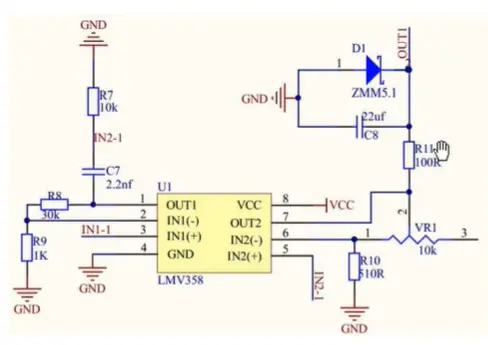 GND
R7
10k
IN2-1
C7
2.2nf
D1
1
ZMM5.1
OUT1
GND
22uf
C8
R11
100R
R8
30k
R9
1K
GND
IN1-1
GND
U1
1
2
3
4
OUT1
IN1(-)
IN1(+)
GND
VCC
OUT2
IN2(-)
IN2(+)
8
7
6
5
LMV358
VCC
IN2-1
1
2
VR1
3
10k
R10
510R
GND